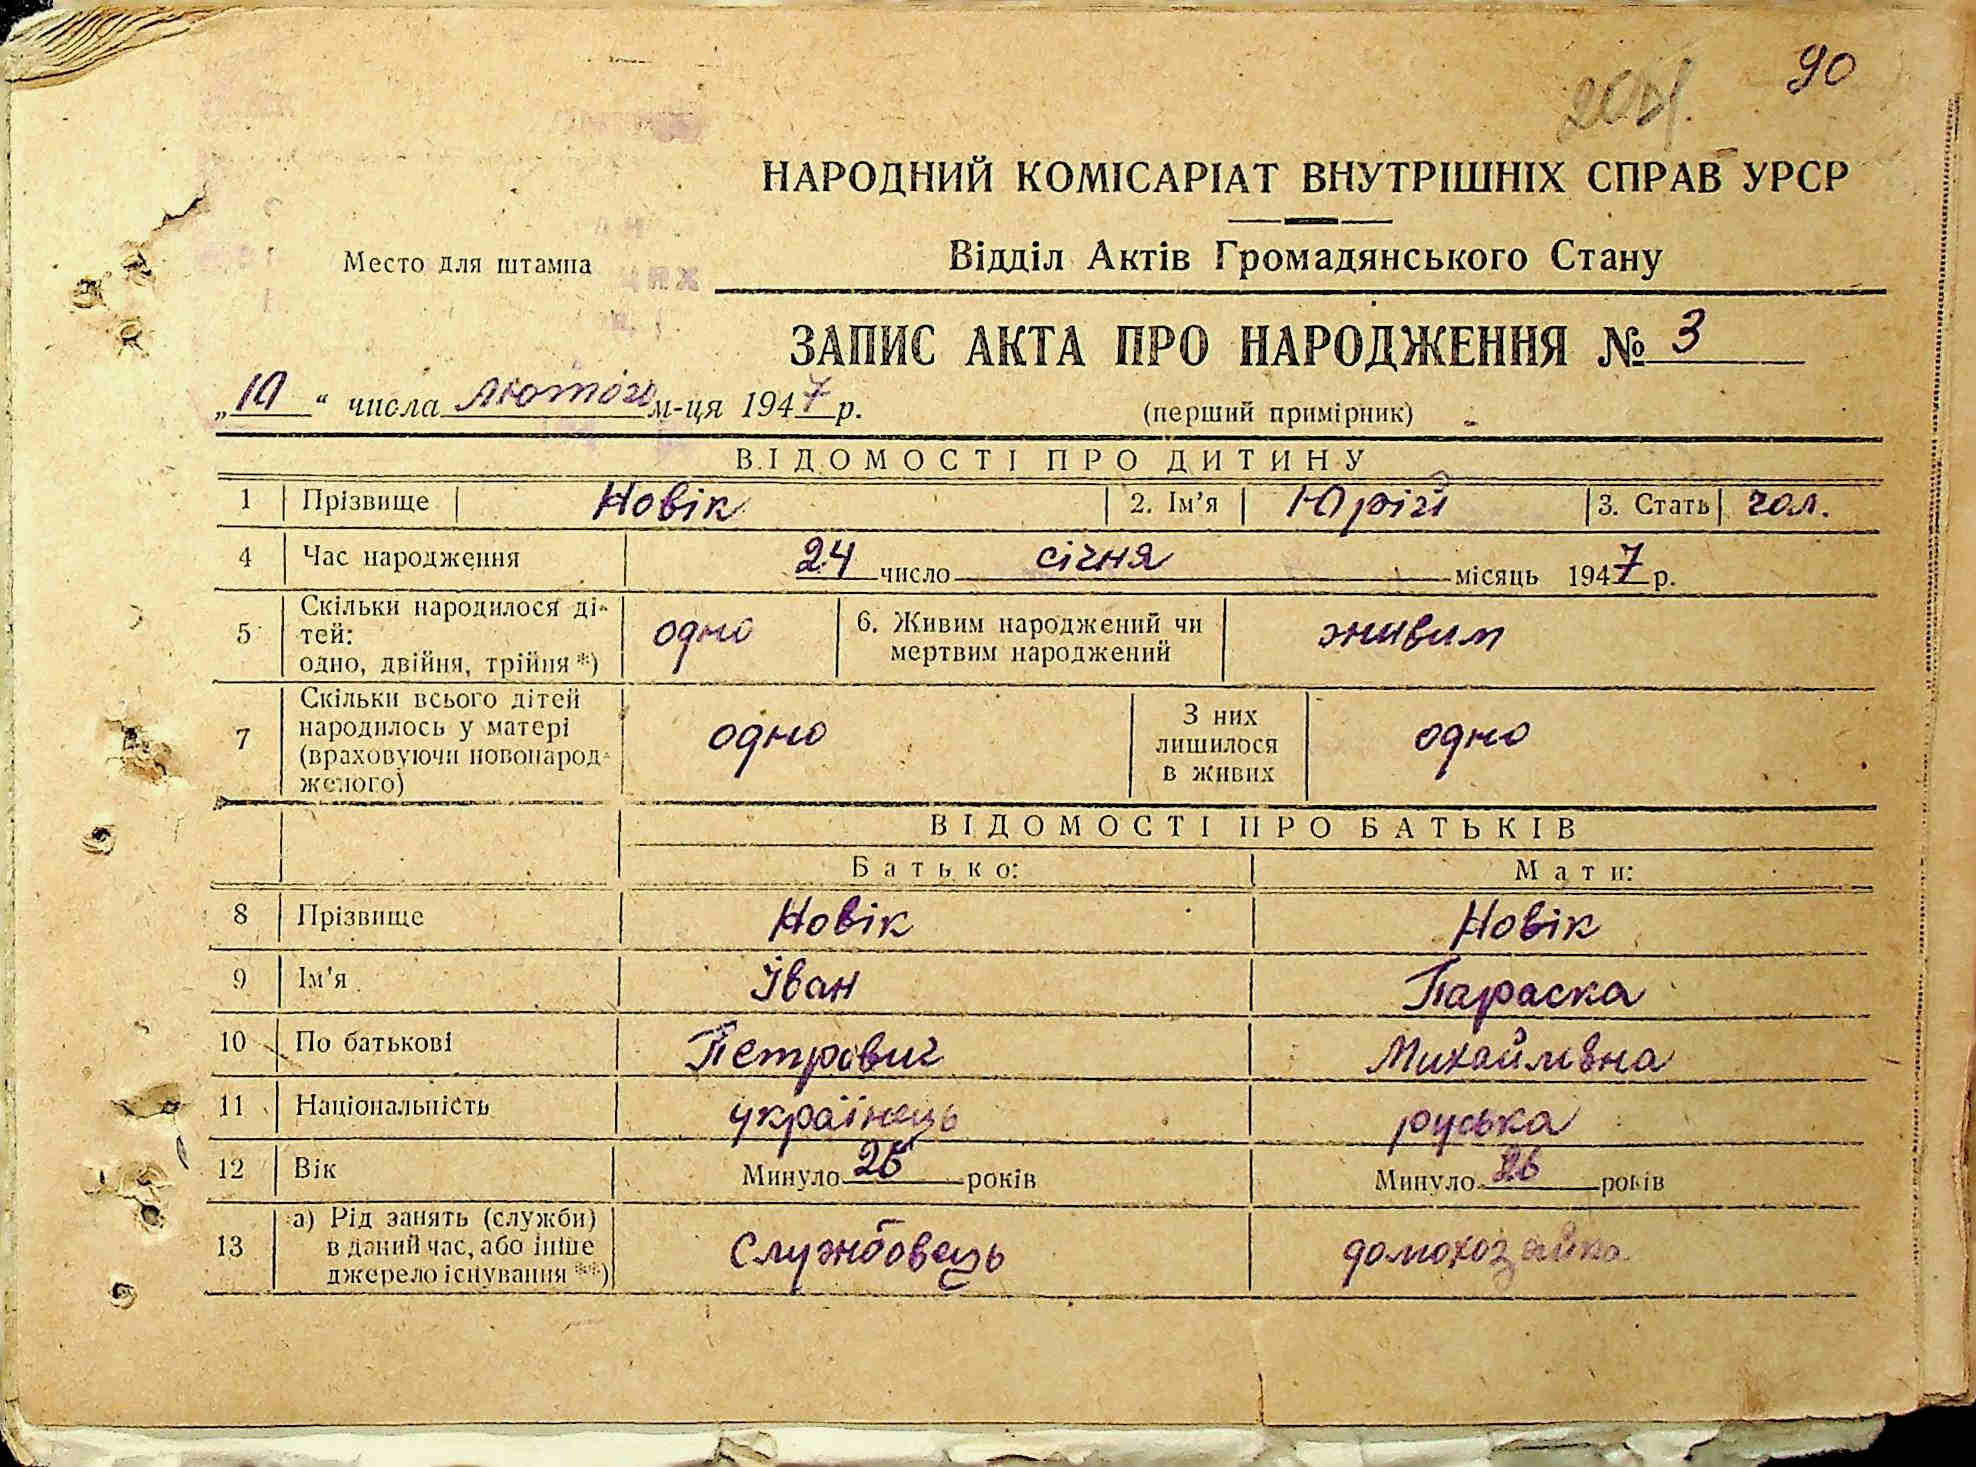 90
НАРОДНИЙ КОМІСАРІАТ ВНУТРІШНІХ СПРАВ УРСР
Место для штампа
Відділ Актів Громадянського Стану
ЗАПИС АКТА ПРО НАРОДЖЕННЯ № 3
„10“ числа лютого м-ця 1947 р. (перший примірник)
ВІДОМОСТІ ПРО ДИТИНУ
1 Прізвище Новік 2. Ім'я Юрій 3. Стать чол.
4 Час народження 24 число січня місяць 1947 р.
5 Скільки народилося ді-
тей:
одно, двійня, трійня *) одно 6. Живим народжений чи
мертвим народжений живим
7 Скільки всього дітей
народилось у матері
(враховуючи новонарод-
женого) одно З них
лишилося
в живих одно
ВІДОМОСТІ ПРО БАТЬКІВ
Батько: Мати:
8 Прізвище Новік Новік
9 Ім'я Іван Параска
10 По батькові Петрович Михайлівна
11 Національність українець руська
12 Вік Минуло 25 років Минуло 26 років
13 а) Рід занять (служби)
в даний час, або інше
джерело існування **) Службовець домохозяйка